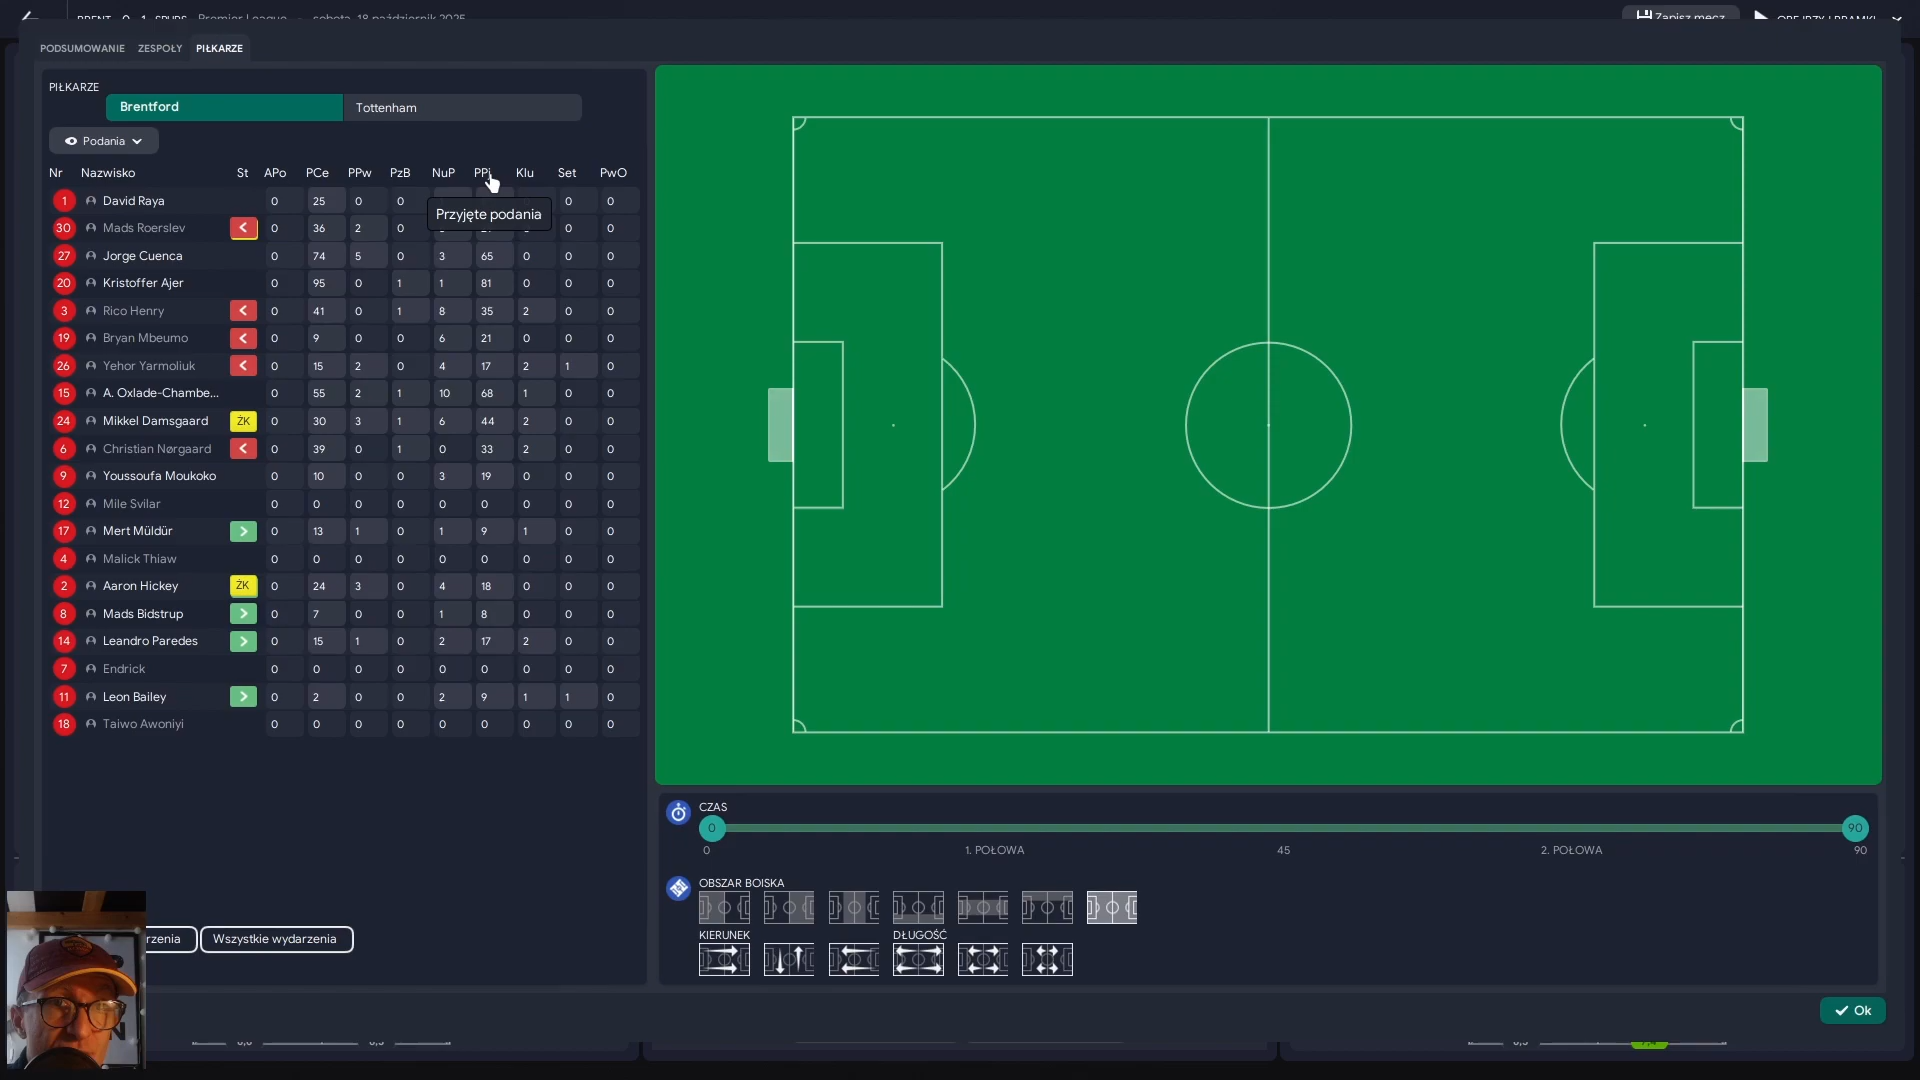 BRENT 0 - 1 SPURS Premier League sobota, 18 październik 2025
Zapisz mecz
OBEJRZYJ BRAMKI
PODSUMOWANIE ZESPOŁY PIŁKARZE
PIŁKARZE
Brentford Tottenham
Podania
Nr Nazwisko St APo PCe PPw PzB NuP PPi Klu Set PwO
1 David Raya 0 25 0 0 0 0
Przyjęte podania
30 Mads Roerslev 0 36 2 0 0
27 Jorge Cuenca 0 74 5 0 3 65 0 0 0
20 Kristoffer Ajer 0 95 0 1 1 81 0 0 0
3 Rico Henry 0 41 0 1 8 35 2 0 0
19 Bryan Mbeumo 0 9 0 0 6 21 0 0 0
26 Yehor Yarmoliuk 0 15 2 0 4 17 2 1 0
15 A. Oxlade-Chambe... 0 55 2 1 10 68 1 0 0
24 Mikkel Damsgaard ŻK 0 30 3 1 6 44 2 0 0
6 Christian Nørgaard 0 39 0 1 0 33 2 0 0
9 Youssoufa Moukoko 0 10 0 0 3 19 0 0 0
12 Mile Svilar 0 0 0 0 0 0 0 0 0
17 Mert Müldür 0 13 1 0 1 9 1 0 0
4 Malick Thiaw 0 0 0 0 0 0 0 0 0
2 Aaron Hickey ŻK 0 24 3 0 4 18 0 0 0
8 Mads Bidstrup 0 7 0 0 1 8 0 0 0
14 Leandro Paredes 0 15 1 0 2 17 2 0 0
7 Endrick 0 0 0 0 0 0 0 0 0
11 Leon Bailey 0 2 0 0 2 9 1 1 0
18 Taiwo Awoniyi 0 0 0 0 0 0 0 0 0
Wszystkie wydarzenia
CZAS
0 90
0 1. POŁOWA 45 2. POŁOWA 90
OBSZAR BOISKA
KIERUNEK DŁUGOŚĆ
Ok